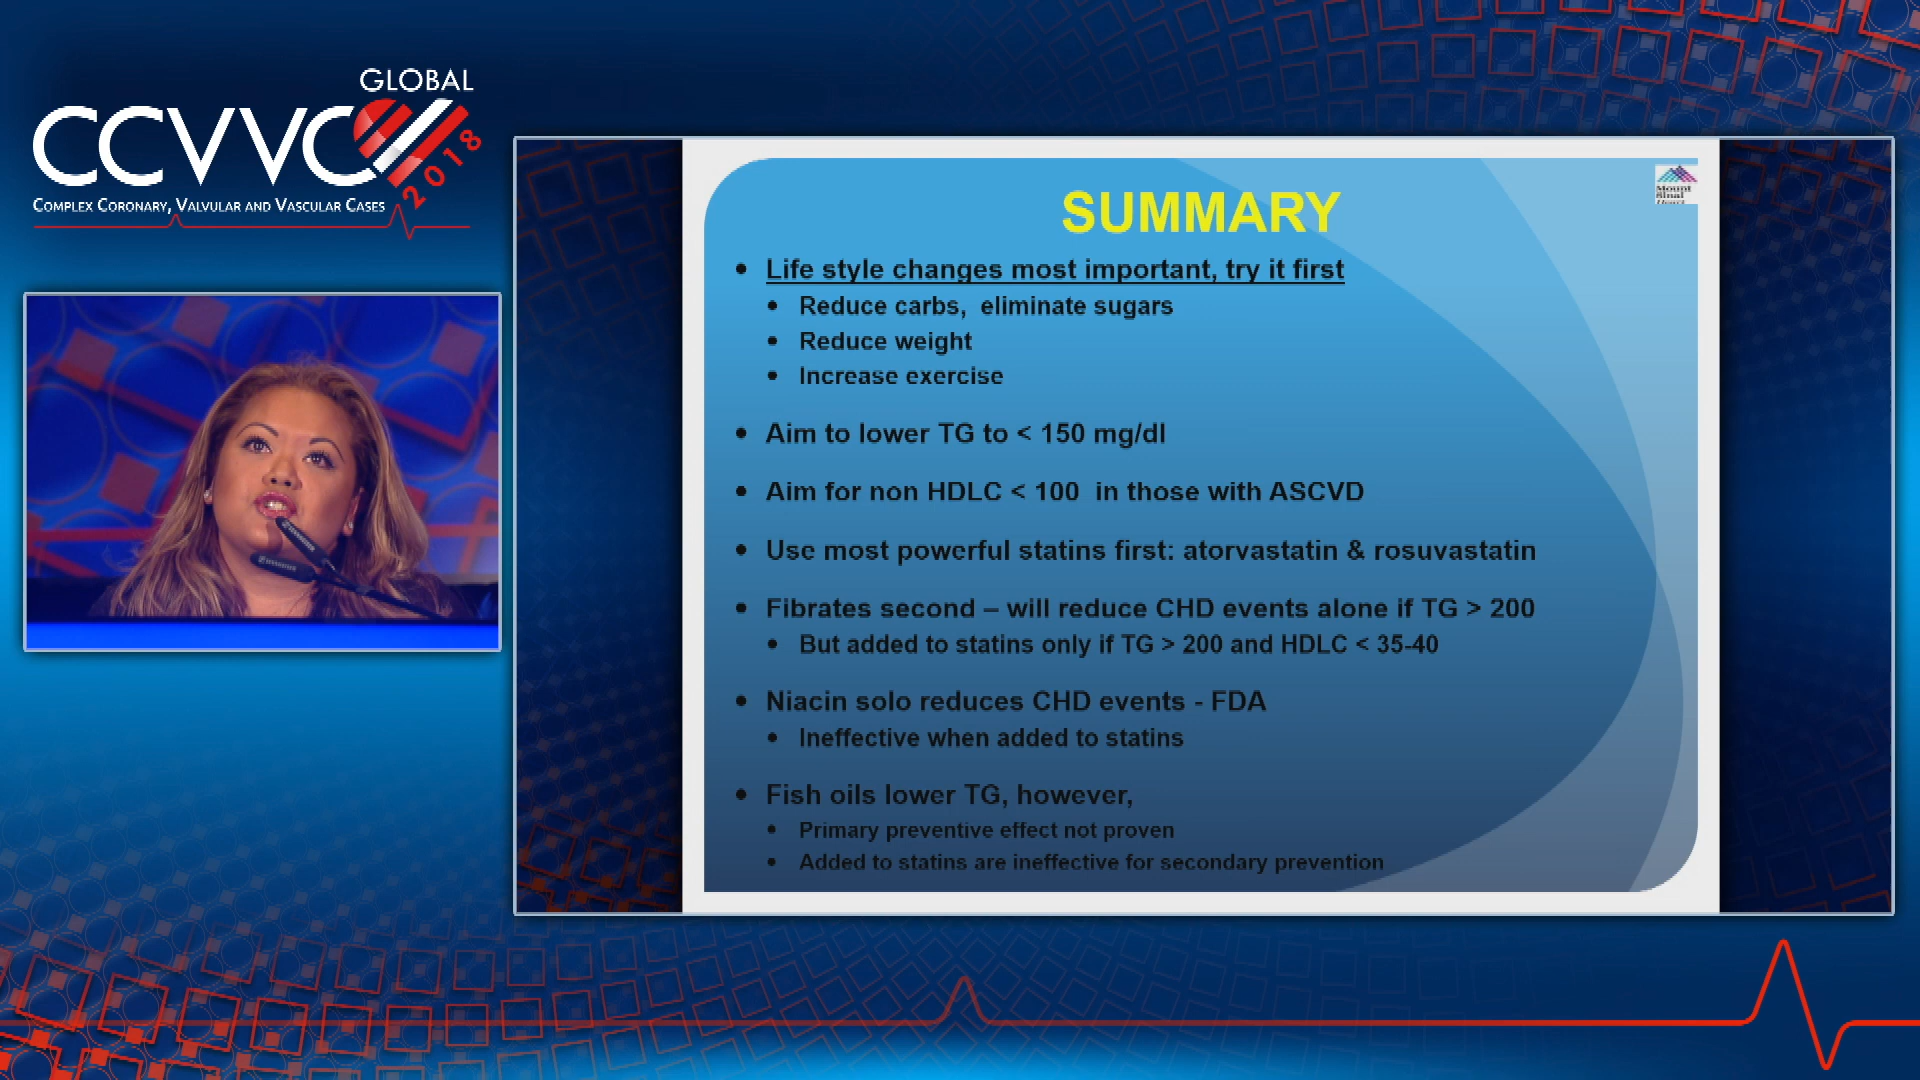 GLOBAL
CCVVC
2018
COMPLEX CORONARY, VALVULAR AND VASCULAR CASES
Mount
Sinai
Heart
SUMMARY
• Life style changes most important, try it first
• Reduce carbs, eliminate sugars
• Reduce weight
• Increase exercise
• Aim to lower TG to < 150 mg/dl
• Aim for non HDLC < 100 in those with ASCVD
• Use most powerful statins first: atorvastatin & rosuvastatin
• Fibrates second – will reduce CHD events alone if TG > 200
• But added to statins only if TG > 200 and HDLC < 35-40
• Niacin solo reduces CHD events - FDA
• Ineffective when added to statins
• Fish oils lower TG, however,
• Primary preventive effect not proven
• Added to statins are ineffective for secondary prevention